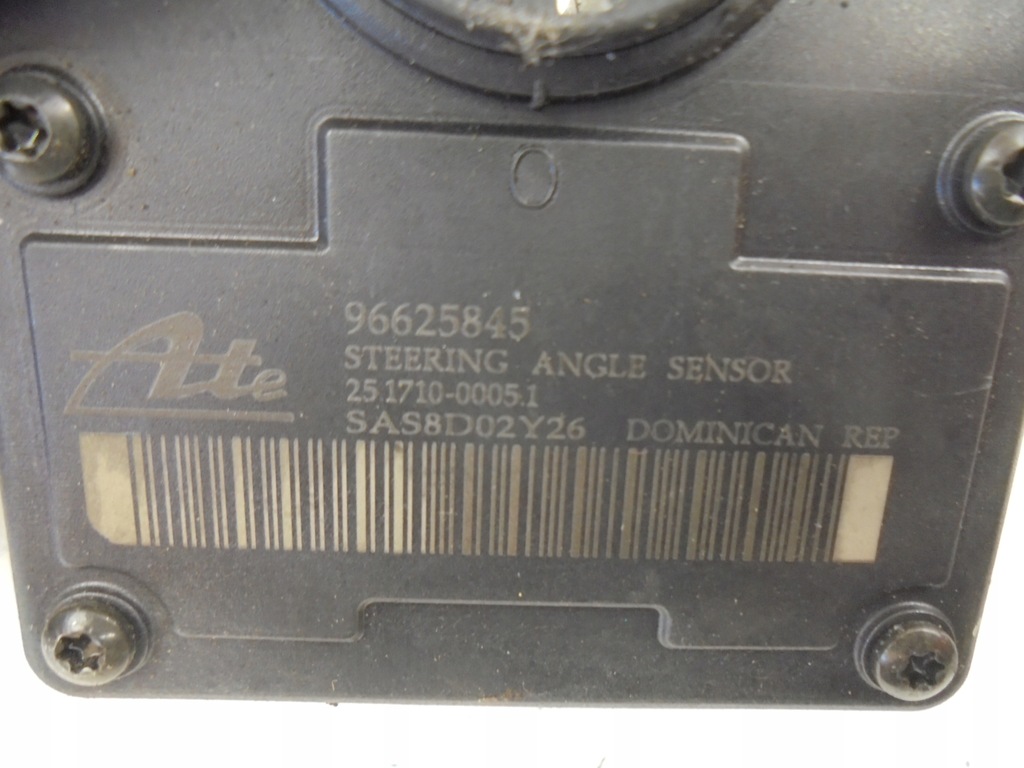 O
96625845
Ate
STEERING ANGLE SENSOR
25.1710-0005.1
SAS8D02Y26 DOMINICAN REP